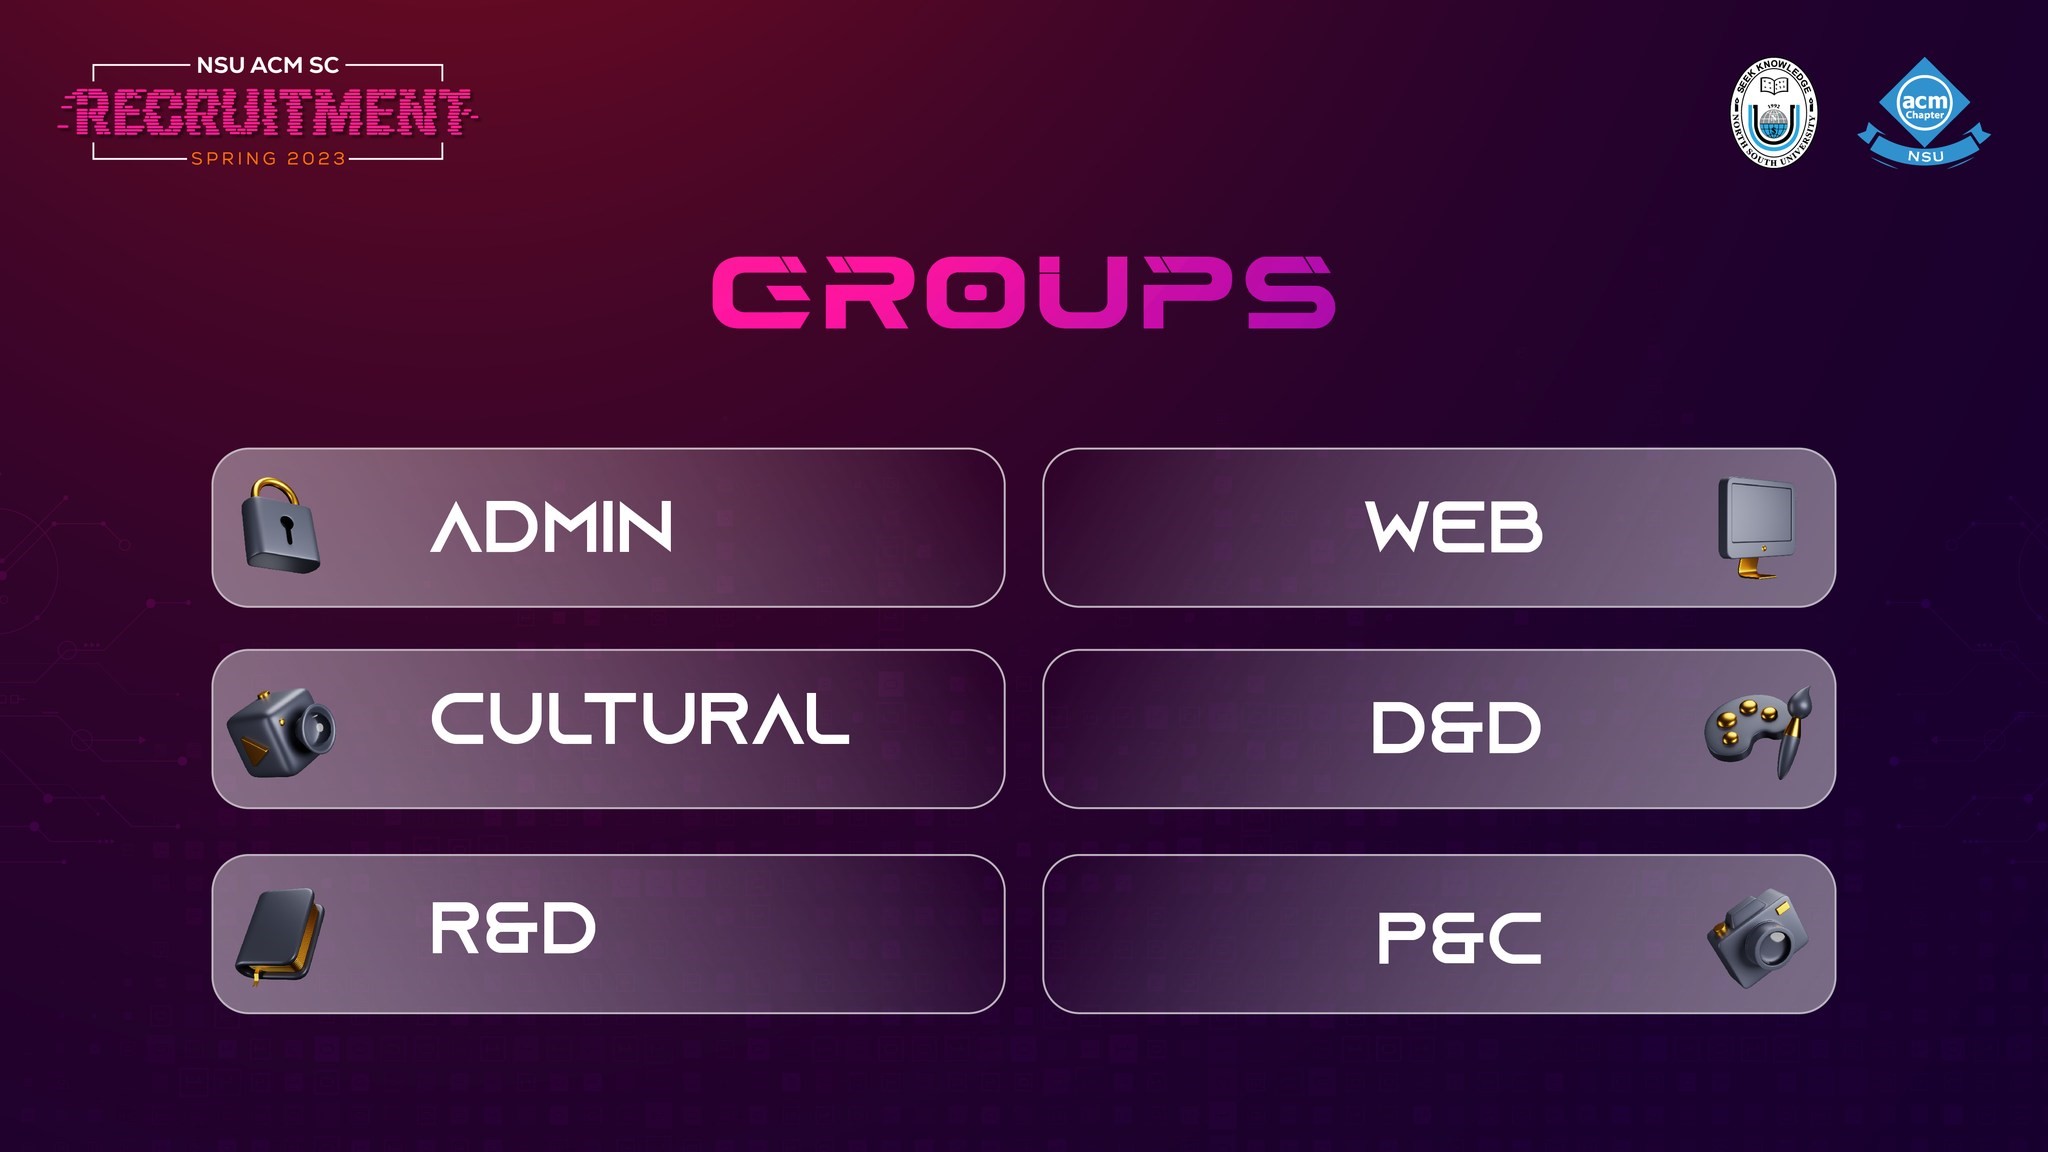 NSU ACM SC
RECRUITMENT
SPRING 2023
SEEK KNOWLEDGE
1992
NORTH SOUTH UNIVERSITY
acm
Chapter
NSU
GROUPS
ADMIN
WEB
CULTURAL
D&D
R&D
P&C